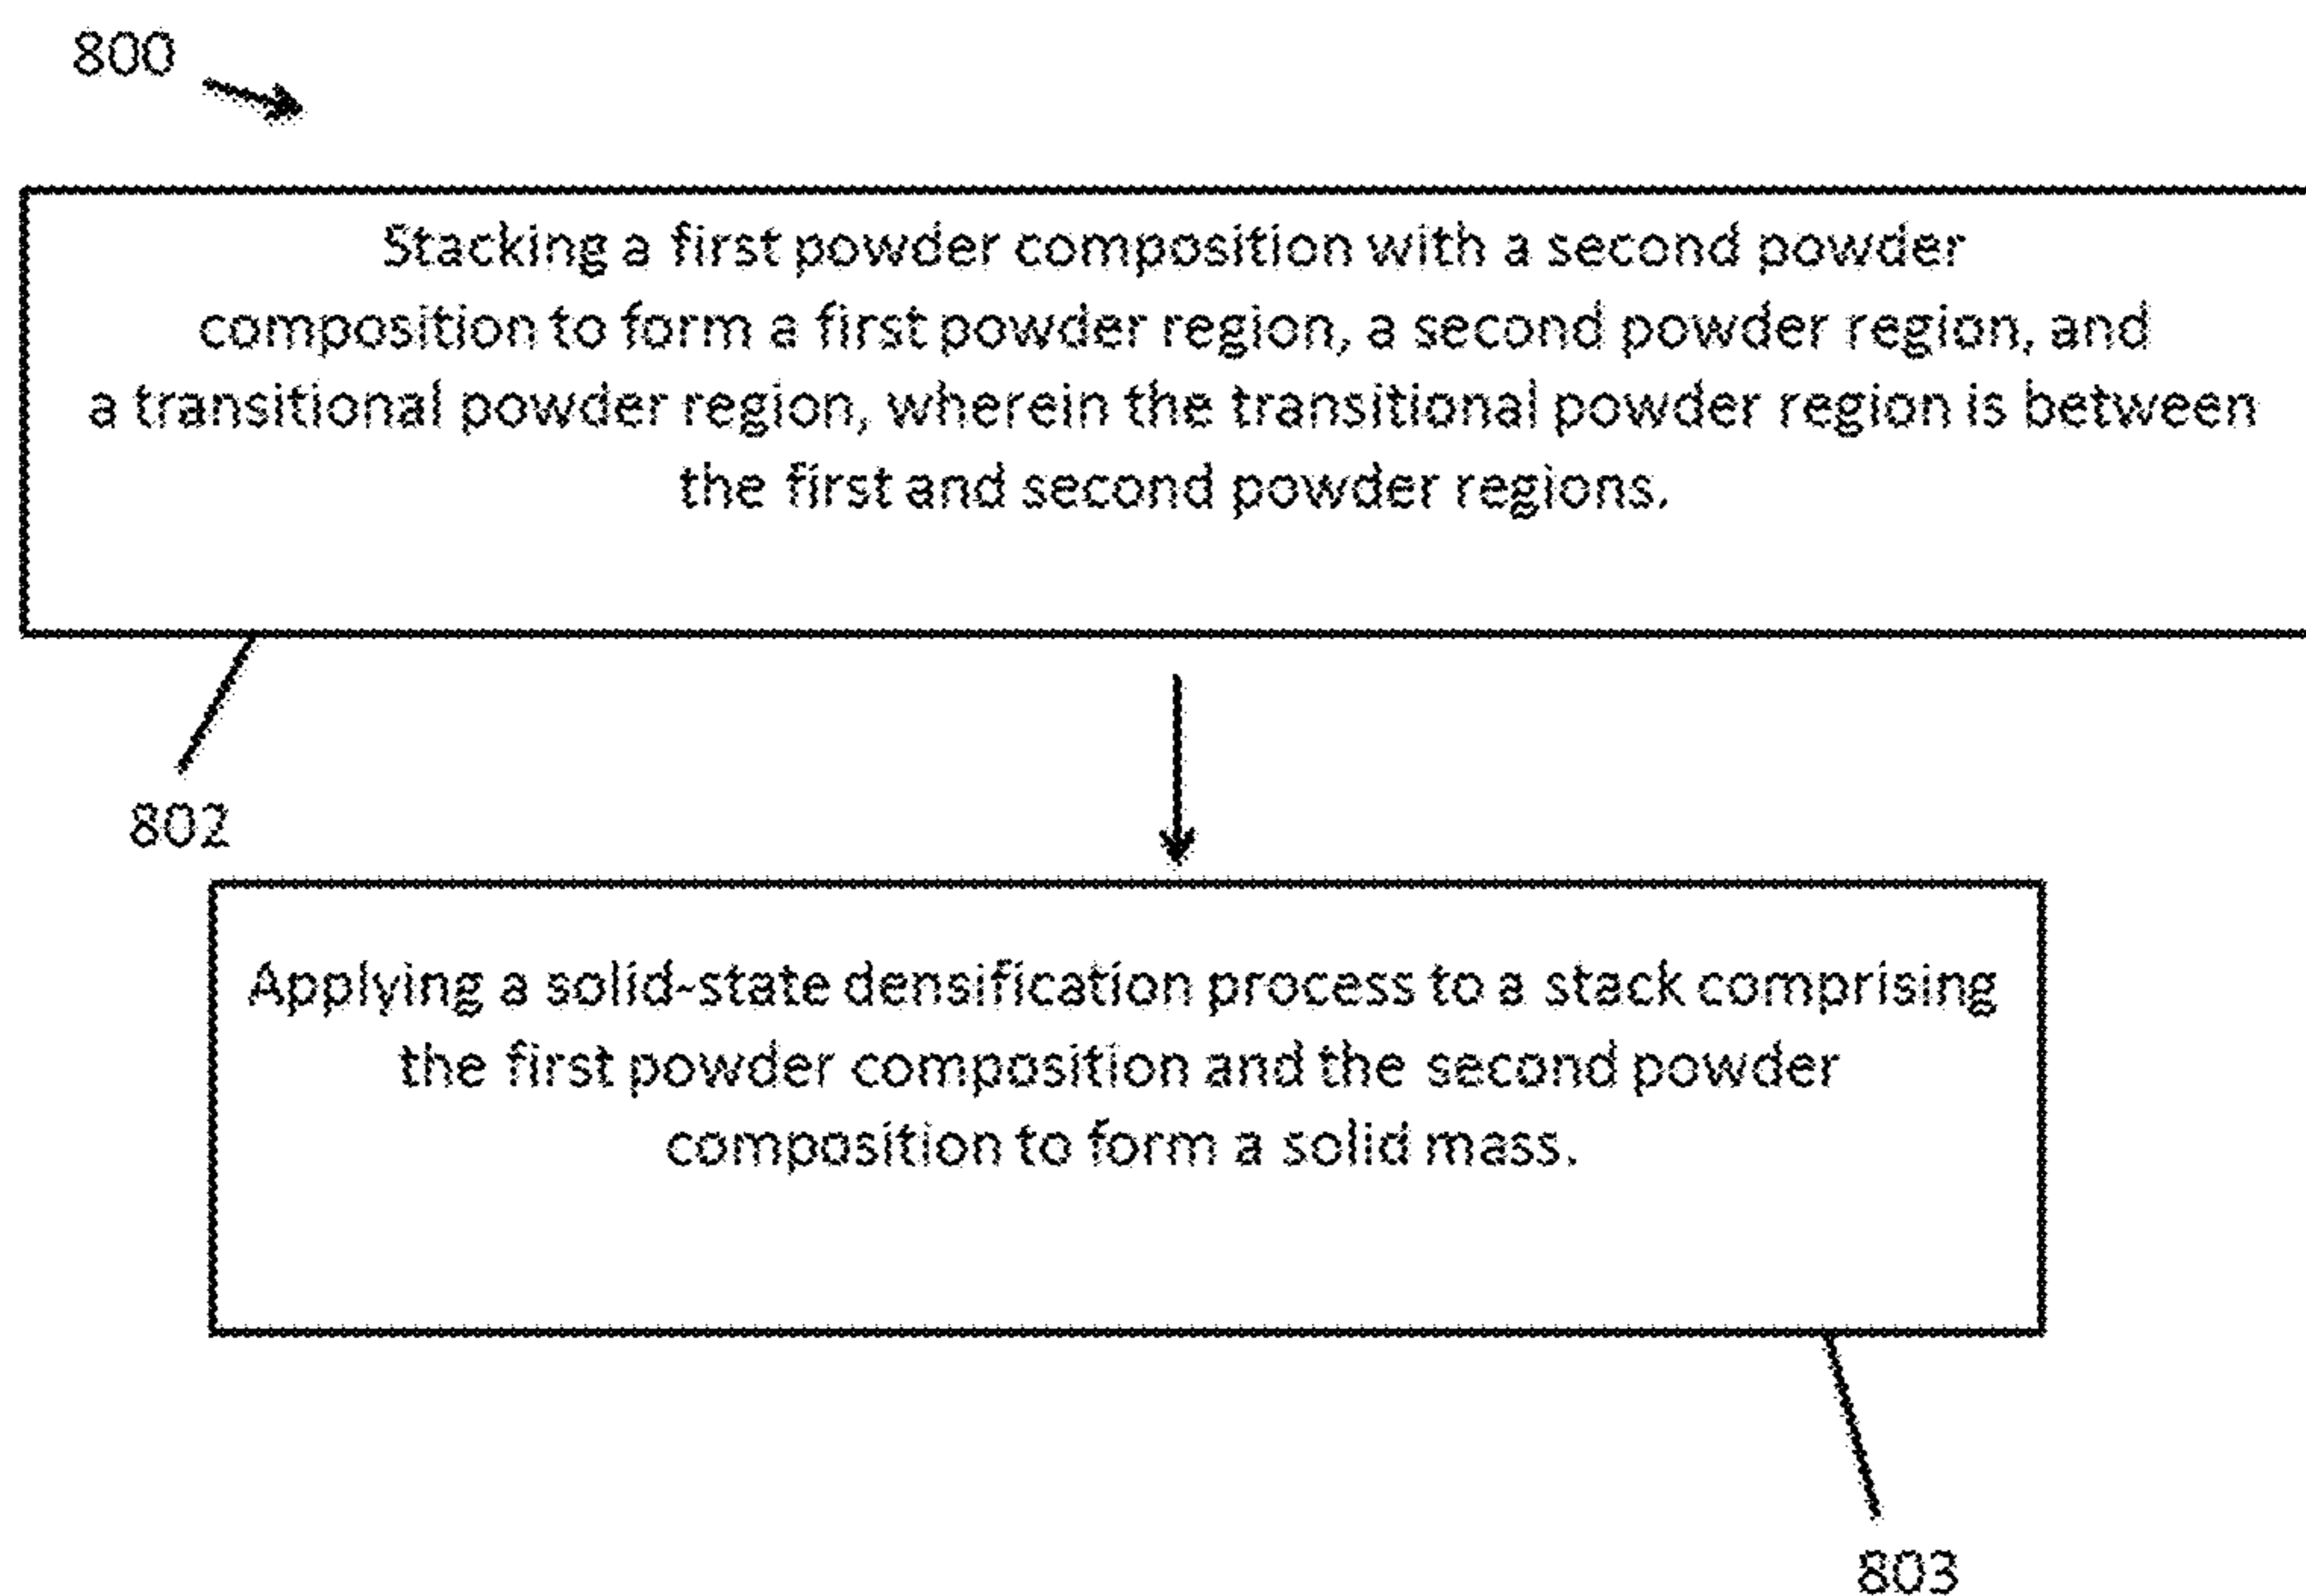 800
Stacking a first powder composition with a second powder
composition to form a first powder region, a second powder region, and
a transitional powder region, wherein the transitional powder region is between
the first and second powder regions.
802
Applying a solid-state densification process to a stack comprising
the first powder composition and the second powder
composition to form a solid mass.
803